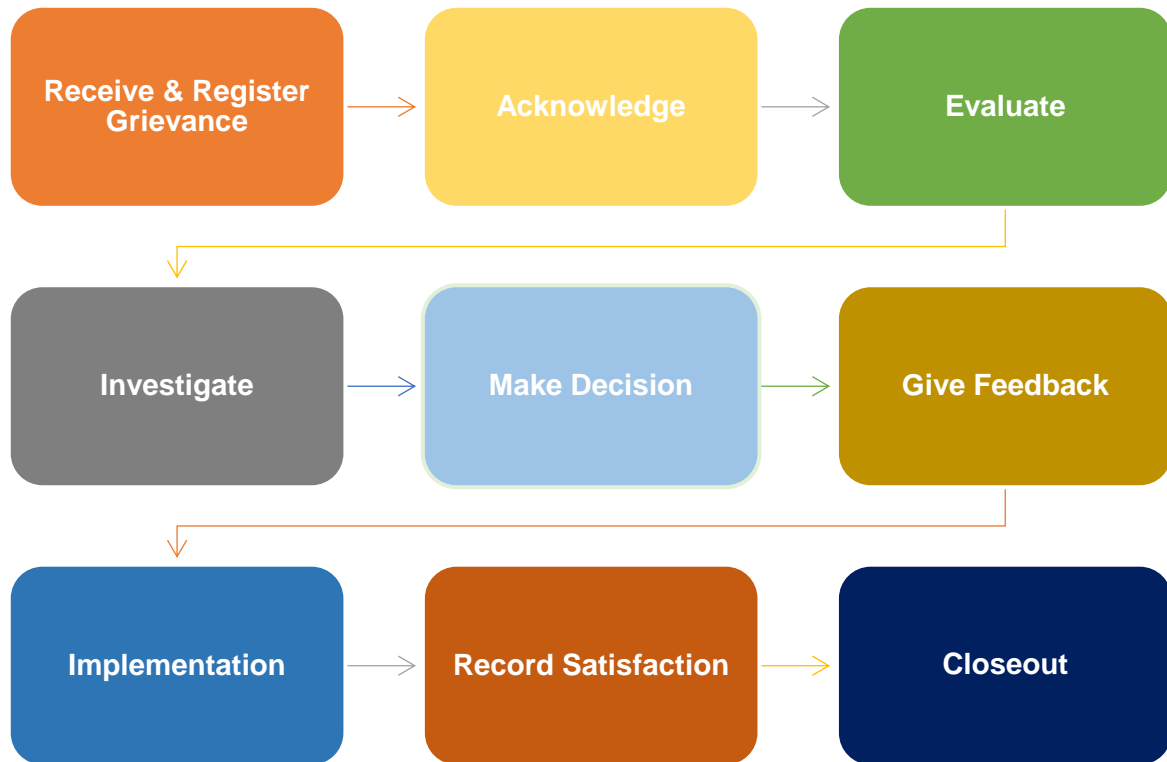 Receive & Register
Grievance
Acknowledge
Evaluate
Investigate
Make Decision
Give Feedback
Implementation
Record Satisfaction
Closeout